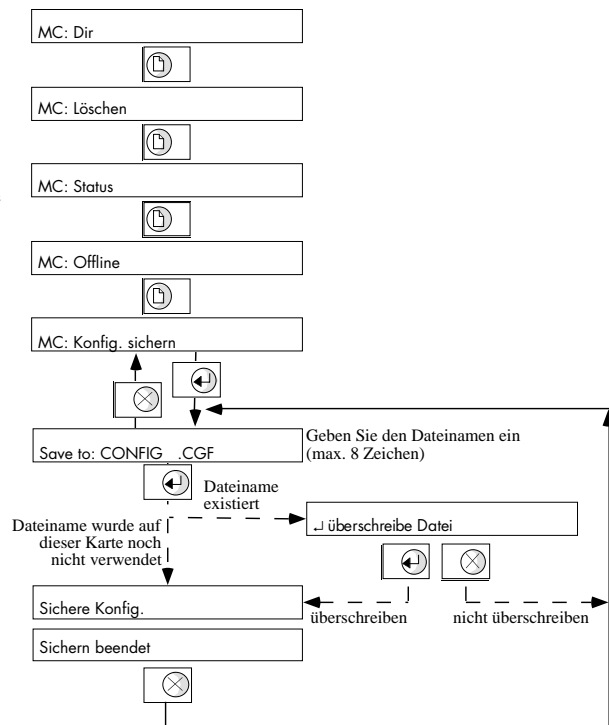 MC: Dir
MC: Löschen
MC: Status
MC: Offline
MC: Konfig. sichern
Save to: CONFIG .CGF
Geben Sie den Dateinamen ein
(max. 8 Zeichen)
Dateiname
existiert
Dateiname wurde auf
dieser Karte noch
nicht verwendet
↵ überschreibe Datei
überschreiben
nicht überschreiben
Sichere Konfig.
Sichern beendet